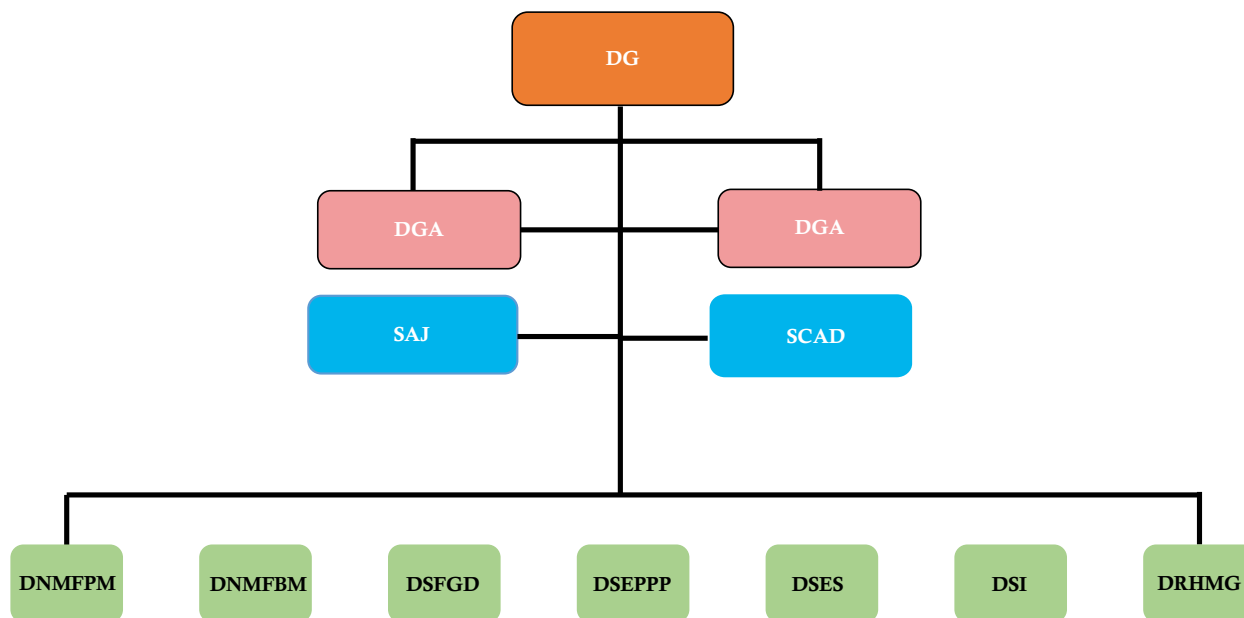 DG
DGA
DGA
SAJ
SCAD
DNMFPM
DNMFBM
DSFGD
DSEPPP
DSES
DSI
DRHMG